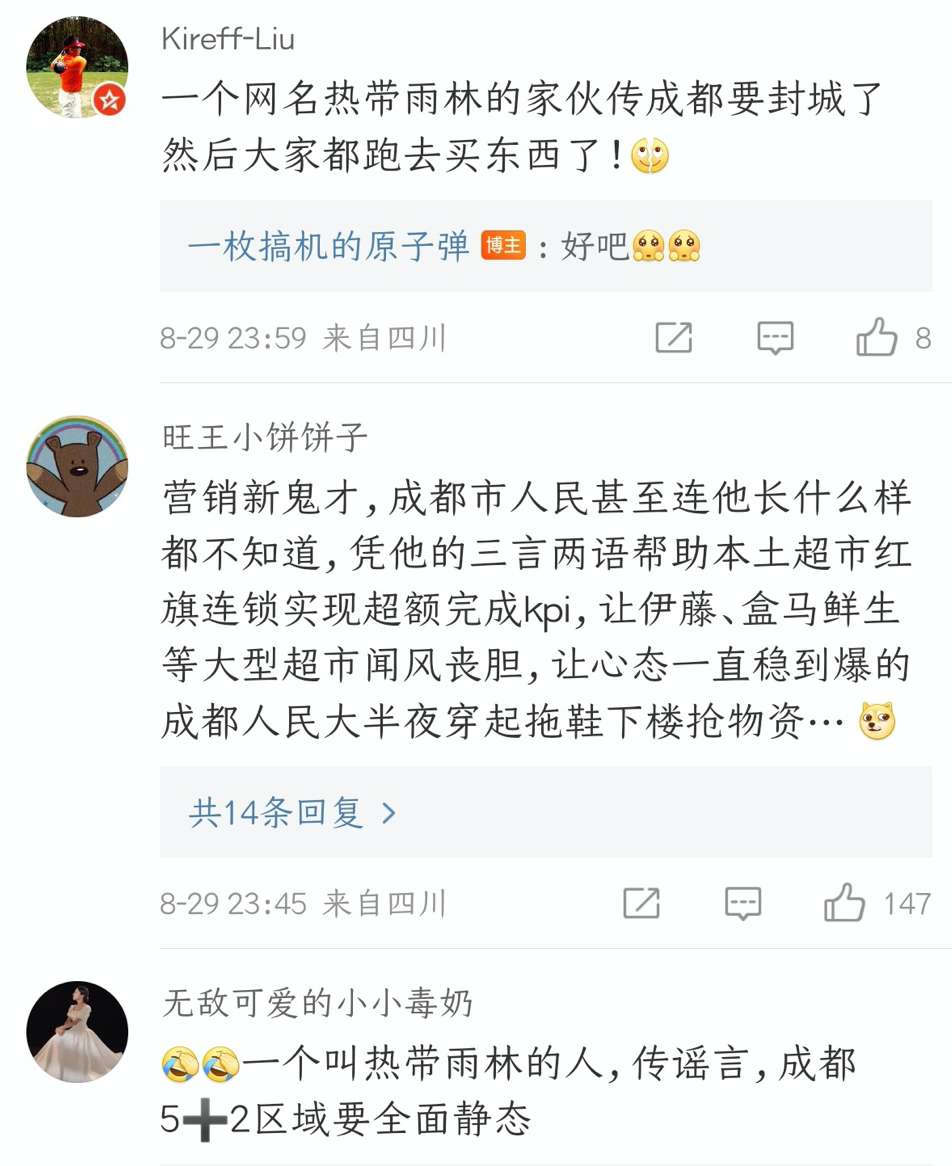 Kireff-Liu
一个网名热带雨林的家伙传成都要封城了
然后大家都跑去买东西了！🫨
一枚搞机的原子弹 博主：好吧🥺🥺
8-29 23:59 来自四川
8
旺王小饼饼子
营销新鬼才，成都市人民甚至连他长什么样
都不知道，凭他的三言两语帮助本土超市红
旗连锁实现超额完成kpi，让伊藤、盒马鲜生
等大型超市闻风丧胆，让心态一直稳到爆的
成都人民大半夜穿起拖鞋下楼抢物资…
共14条回复 >
8-29 23:45 来自四川
147
无敌可爱的小小毒奶
🤣🤣一个叫热带雨林的人，传谣言，成都
5➕2区域要全面静态